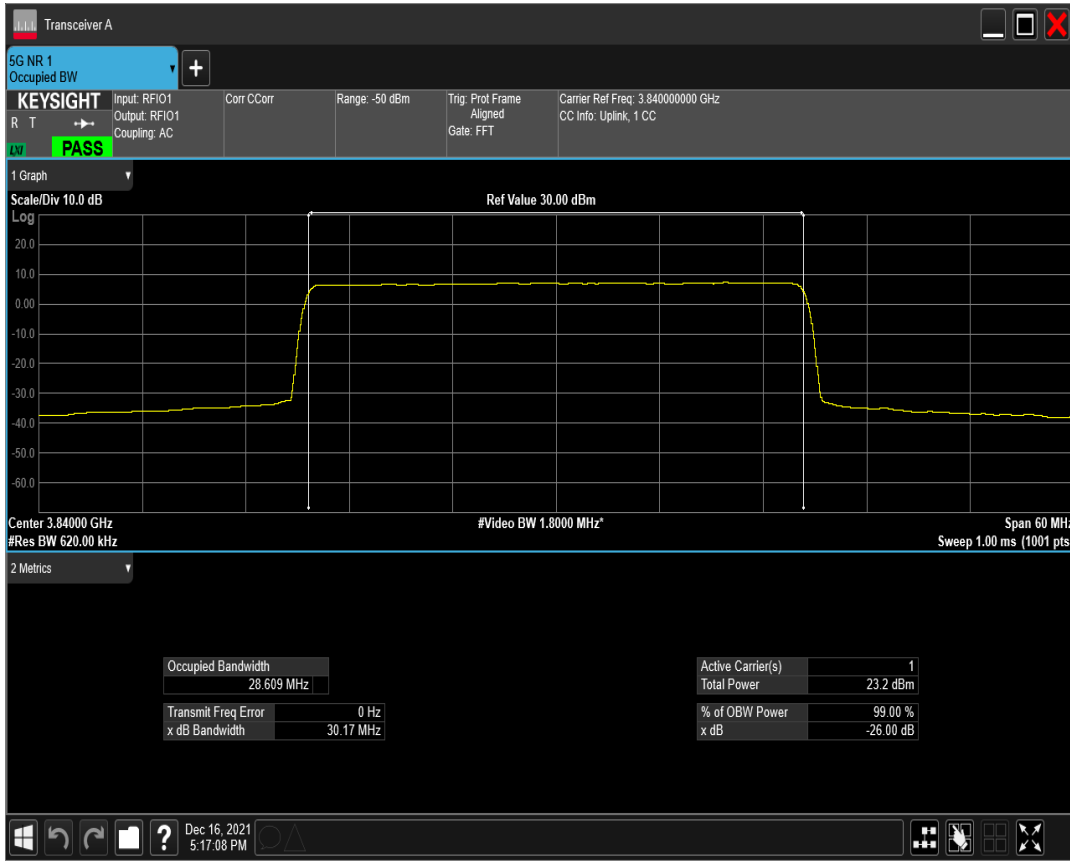 Transceiver A
5G NR 1
Occupied BW
KEYSIGHT
R T
LXI
PASS
Input: RFIO1
Output: RFIO1
Coupling: AC
Corr CCorr
Range: -50 dBm
Trig: Prot Frame
Aligned
Gate: FFT
Carrier Ref Freq: 3.840000000 GHz
CC Info: Uplink, 1 CC
1 Graph
Scale/Div 10.0 dB
Ref Value 30.00 dBm
Log
20.0
10.0
0.00
-10.0
-20.0
-30.0
-40.0
-50.0
-60.0
Center 3.84000 GHz
#Video BW 1.8000 MHz*
Span 60 MHz
#Res BW 620.00 kHz
Sweep 1.00 ms (1001 pts
2 Metrics
Occupied Bandwidth
28.609 MHz
Transmit Freq Error 0 Hz
x dB Bandwidth 30.17 MHz
Active Carrier(s) 1
Total Power 23.2 dBm
% of OBW Power 99.00 %
x dB -26.00 dB
Dec 16, 2021
5:17:08 PM